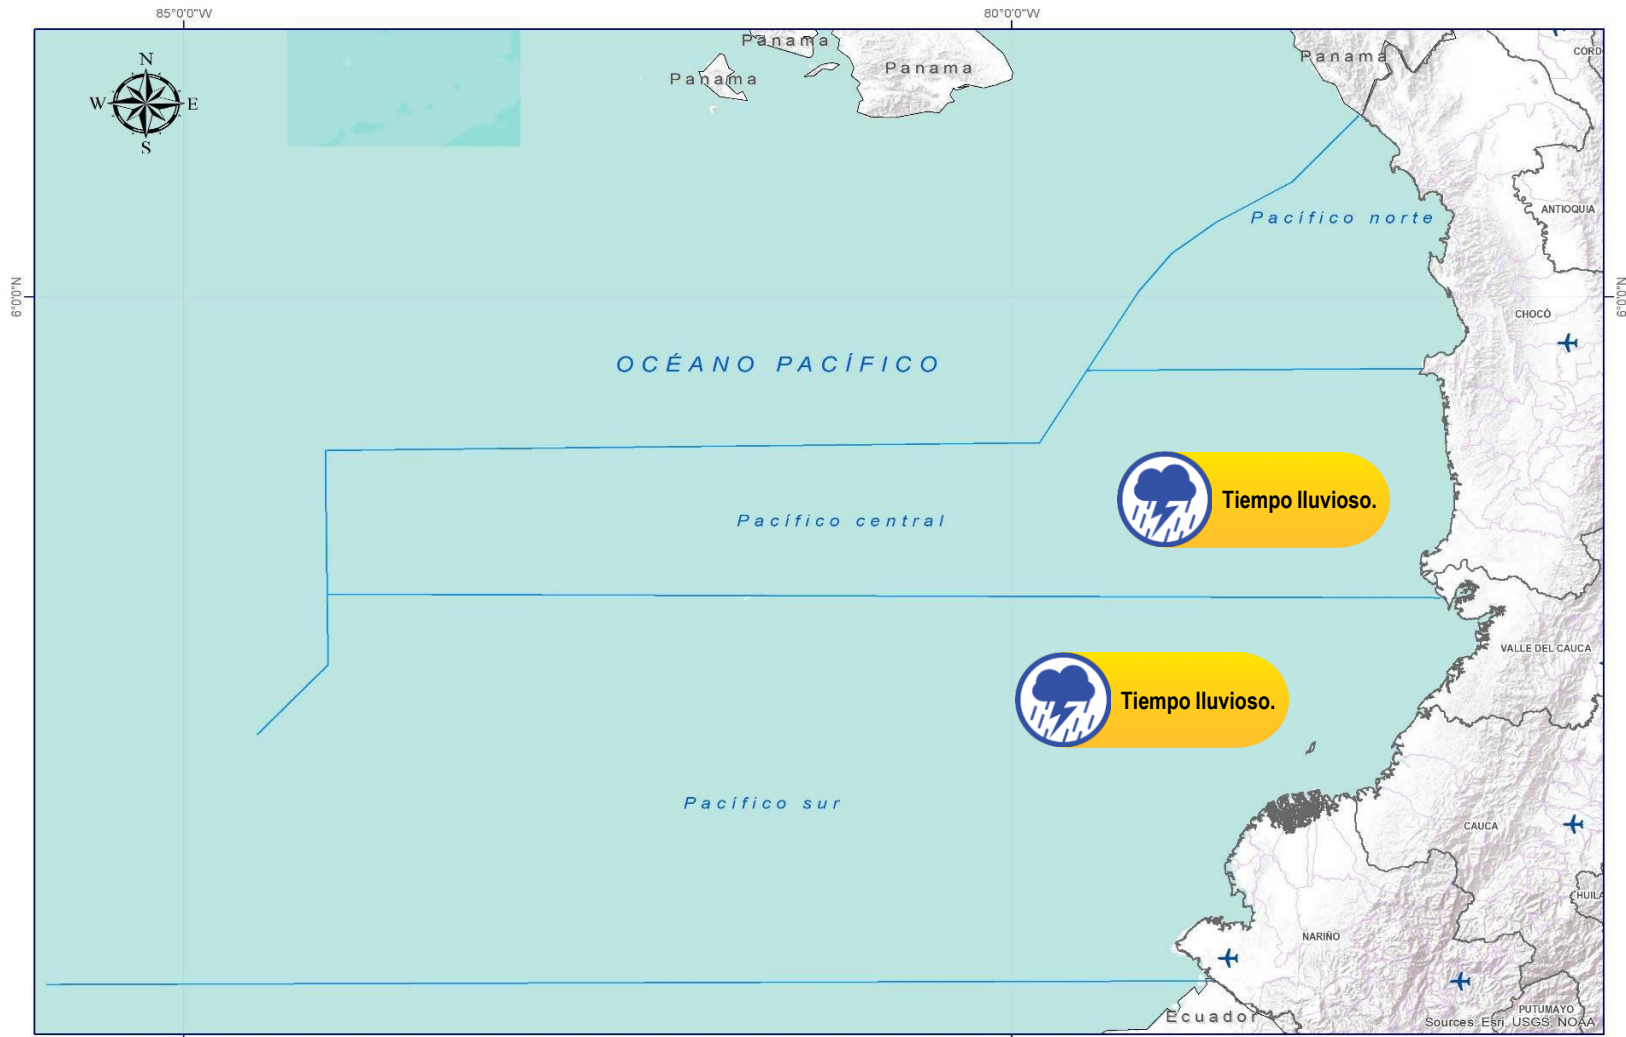 85°0'0"W
80°0'0"W
N
W
E
S
Panama
Panama
Panama
Panama
CÓRD
Pacífico norte
ANTIOQUIA
6°0'0"N
6°0'0"N
CHOCÒ
OCÉANO PACÍFICO
Tiempo lluvioso.
Pacífico central
VALLE DEL CAUCA
Tiempo lluvioso.
Pacífico sur
CAUCA
HUILA
NARIÑO
PUTUMAYO
Ecuador
Sources: Esri, USGS, NOAA